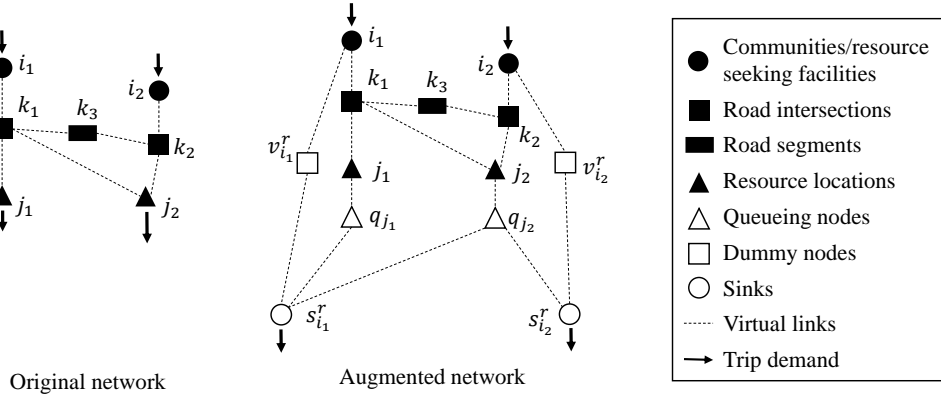 i₁
i₂
k₁
k₃
k₂
j₁
j₂
Original network
i₁
i₂
k₁
k₃
k₂
v^r_{i₁}
j₁
j₂
v^r_{i₂}
q_{j₁}
q_{j₂}
s^r_{i₁}
s^r_{i₂}
Augmented network
Communities/resource
seeking facilities
Road intersections
Road segments
Resource locations
Queueing nodes
Dummy nodes
Sinks
Virtual links
Trip demand